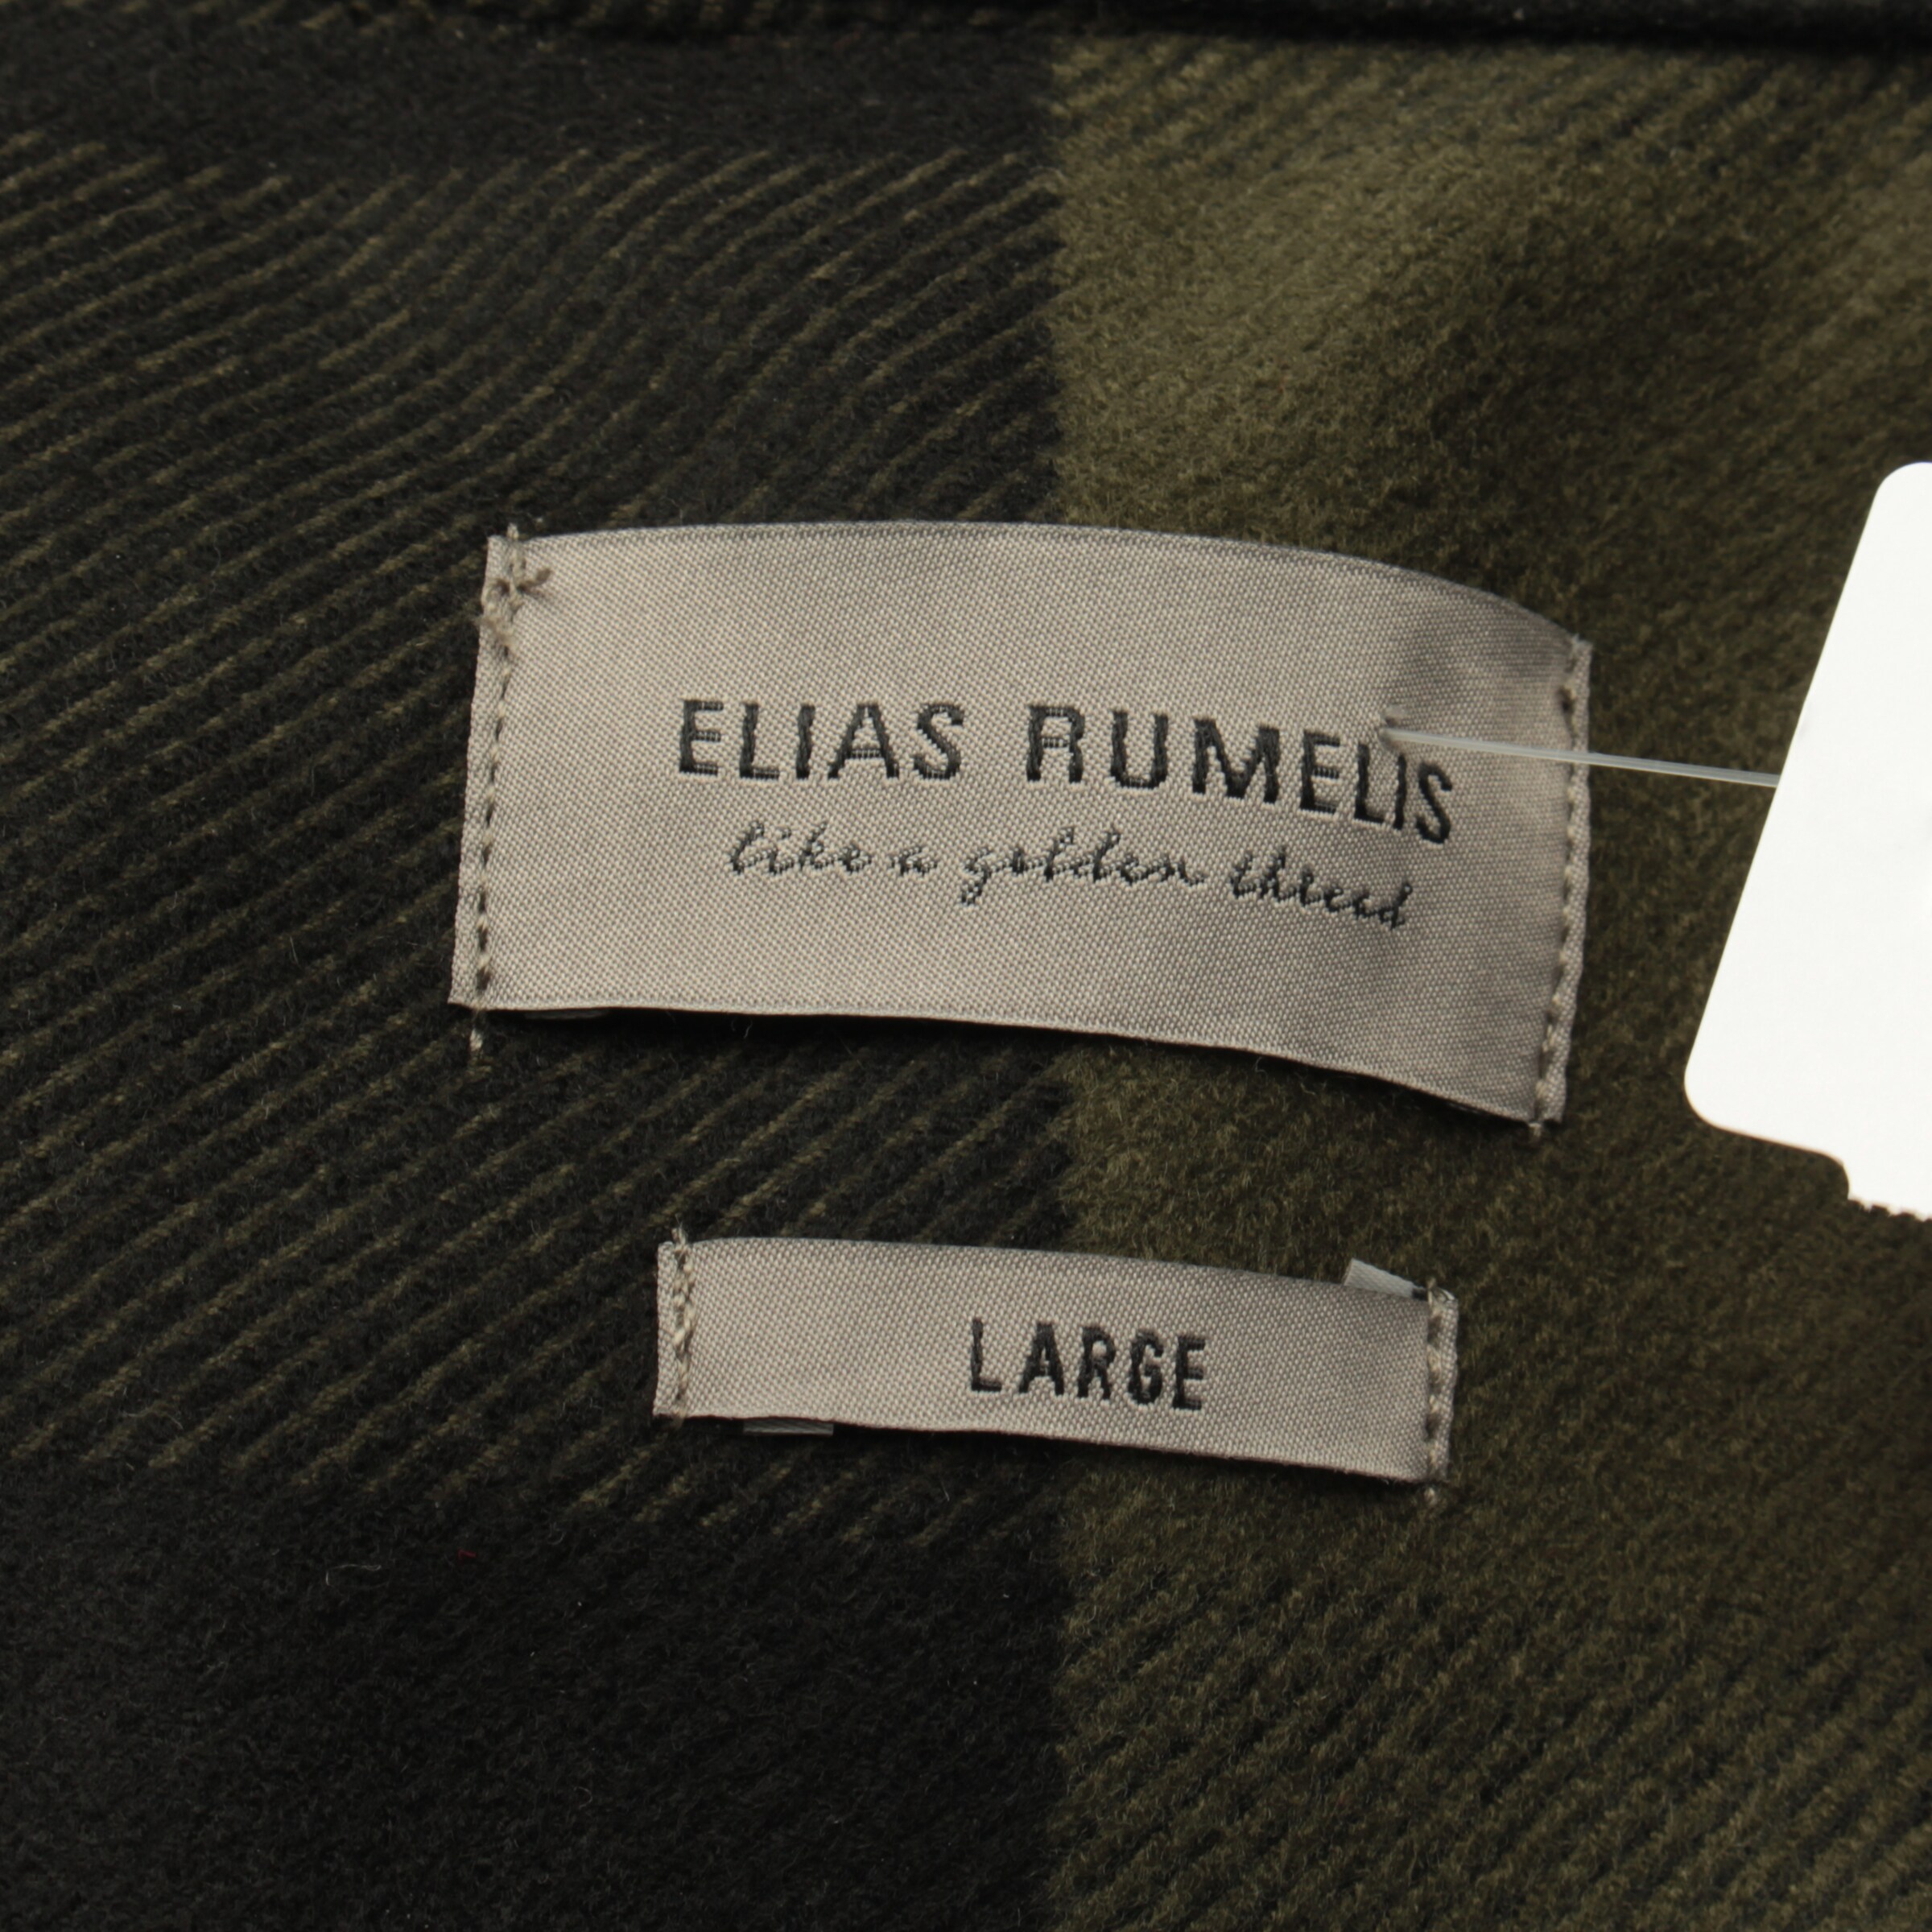 ELIAS RUMELIS
like a golden thread
LARGE